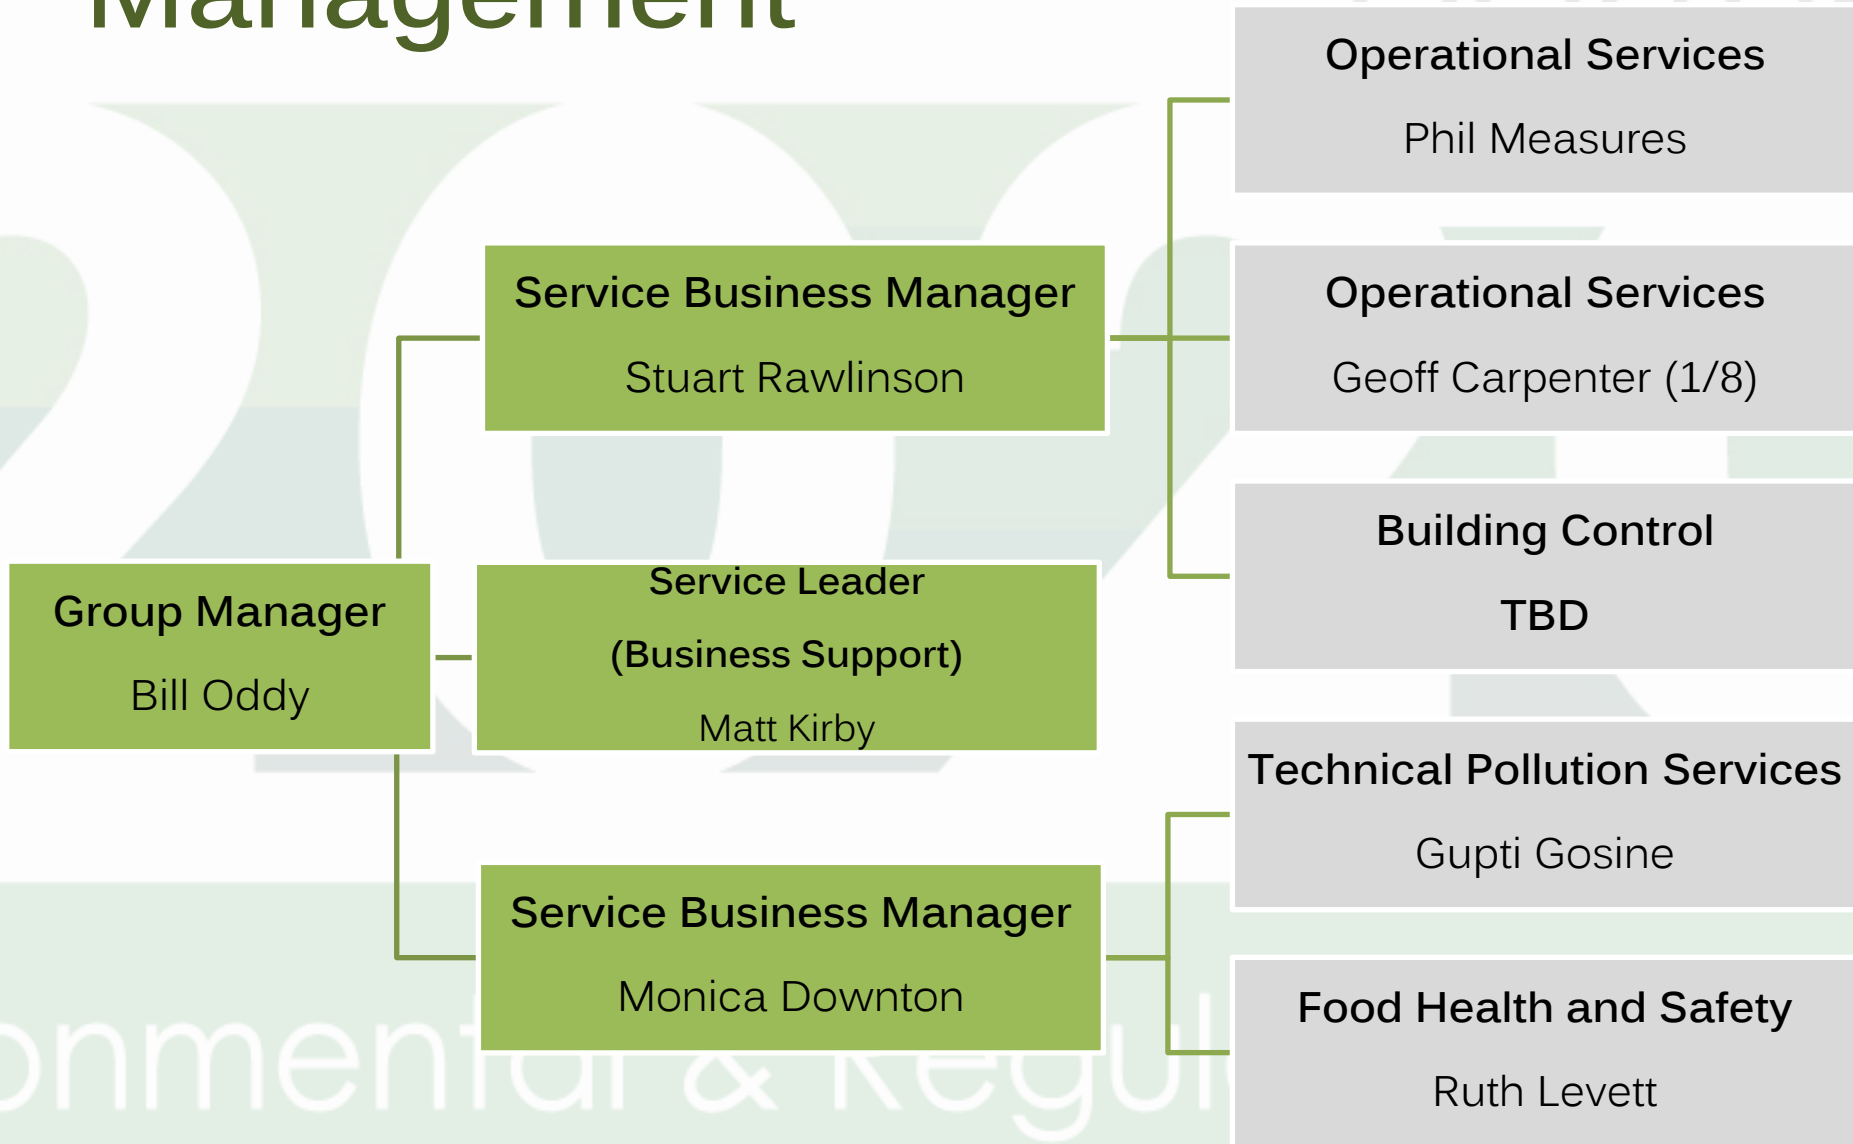 Management
Operational Services
Phil Measures
Service Business Manager
Stuart Rawlinson
Operational Services
Geoff Carpenter (1/8)
Building Control
TBD
Group Manager
Bill Oddy
Service Leader
(Business Support)
Matt Kirby
Technical Pollution Services
Gupti Gosine
Service Business Manager
Monica Downton
Food Health and Safety
Ruth Levett